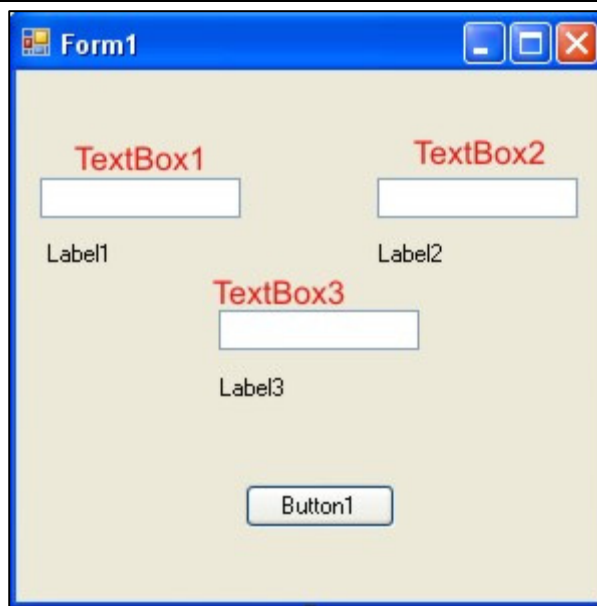 Form1
TextBox1
TextBox2
Label1
Label2
TextBox3
Label3
Button1